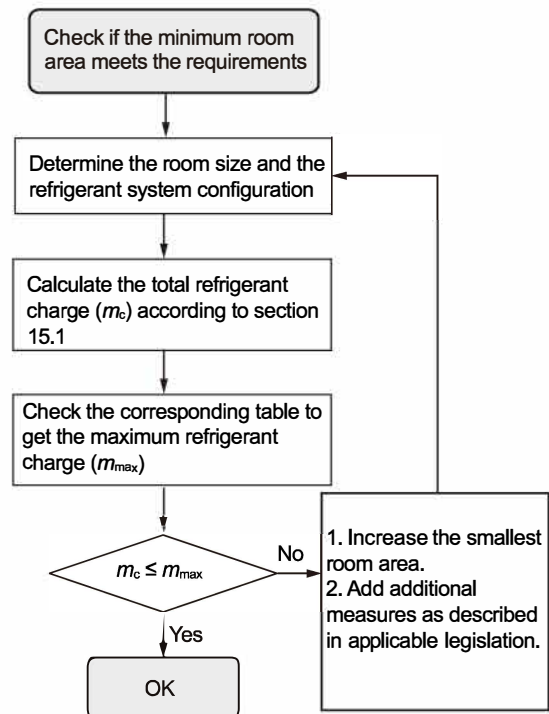 Check if the minimum room
area meets the requirements
Determine the room size and the
refrigerant system configuration
Calculate the total refrigerant
charge (mc) according to section
15.1
Check the corresponding table to
get the maximum refrigerant
charge (mmax)
mc ≤ mmax
No
1. Increase the smallest
room area.
2. Add additional
measures as described
in applicable legislation.
Yes
OK